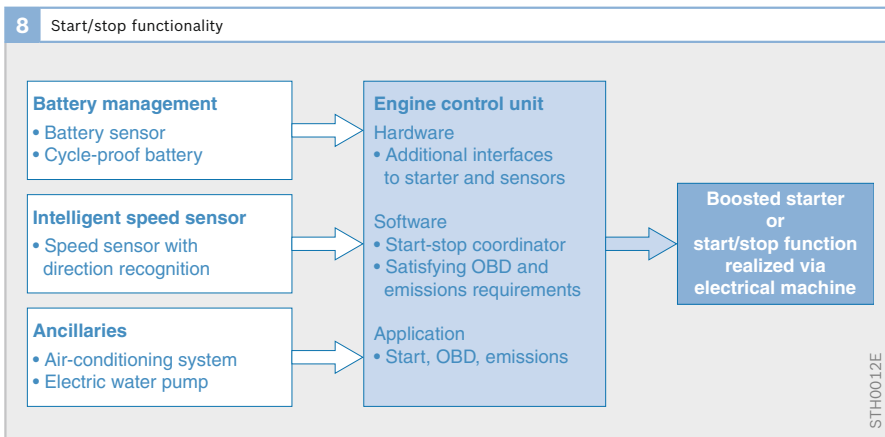 8 Start/stop functionality
Battery management
• Battery sensor
• Cycle-proof battery
Intelligent speed sensor
• Speed sensor with
direction recognition
Ancillaries
• Air-conditioning system
• Electric water pump
Engine control unit
Hardware
• Additional interfaces
to starter and sensors
Software
• Start-stop coordinator
• Satisfying OBD and
emissions requirements
Application
• Start, OBD, emissions
Boosted starter
or
start/stop function
realized via
electrical machine
STH0012E